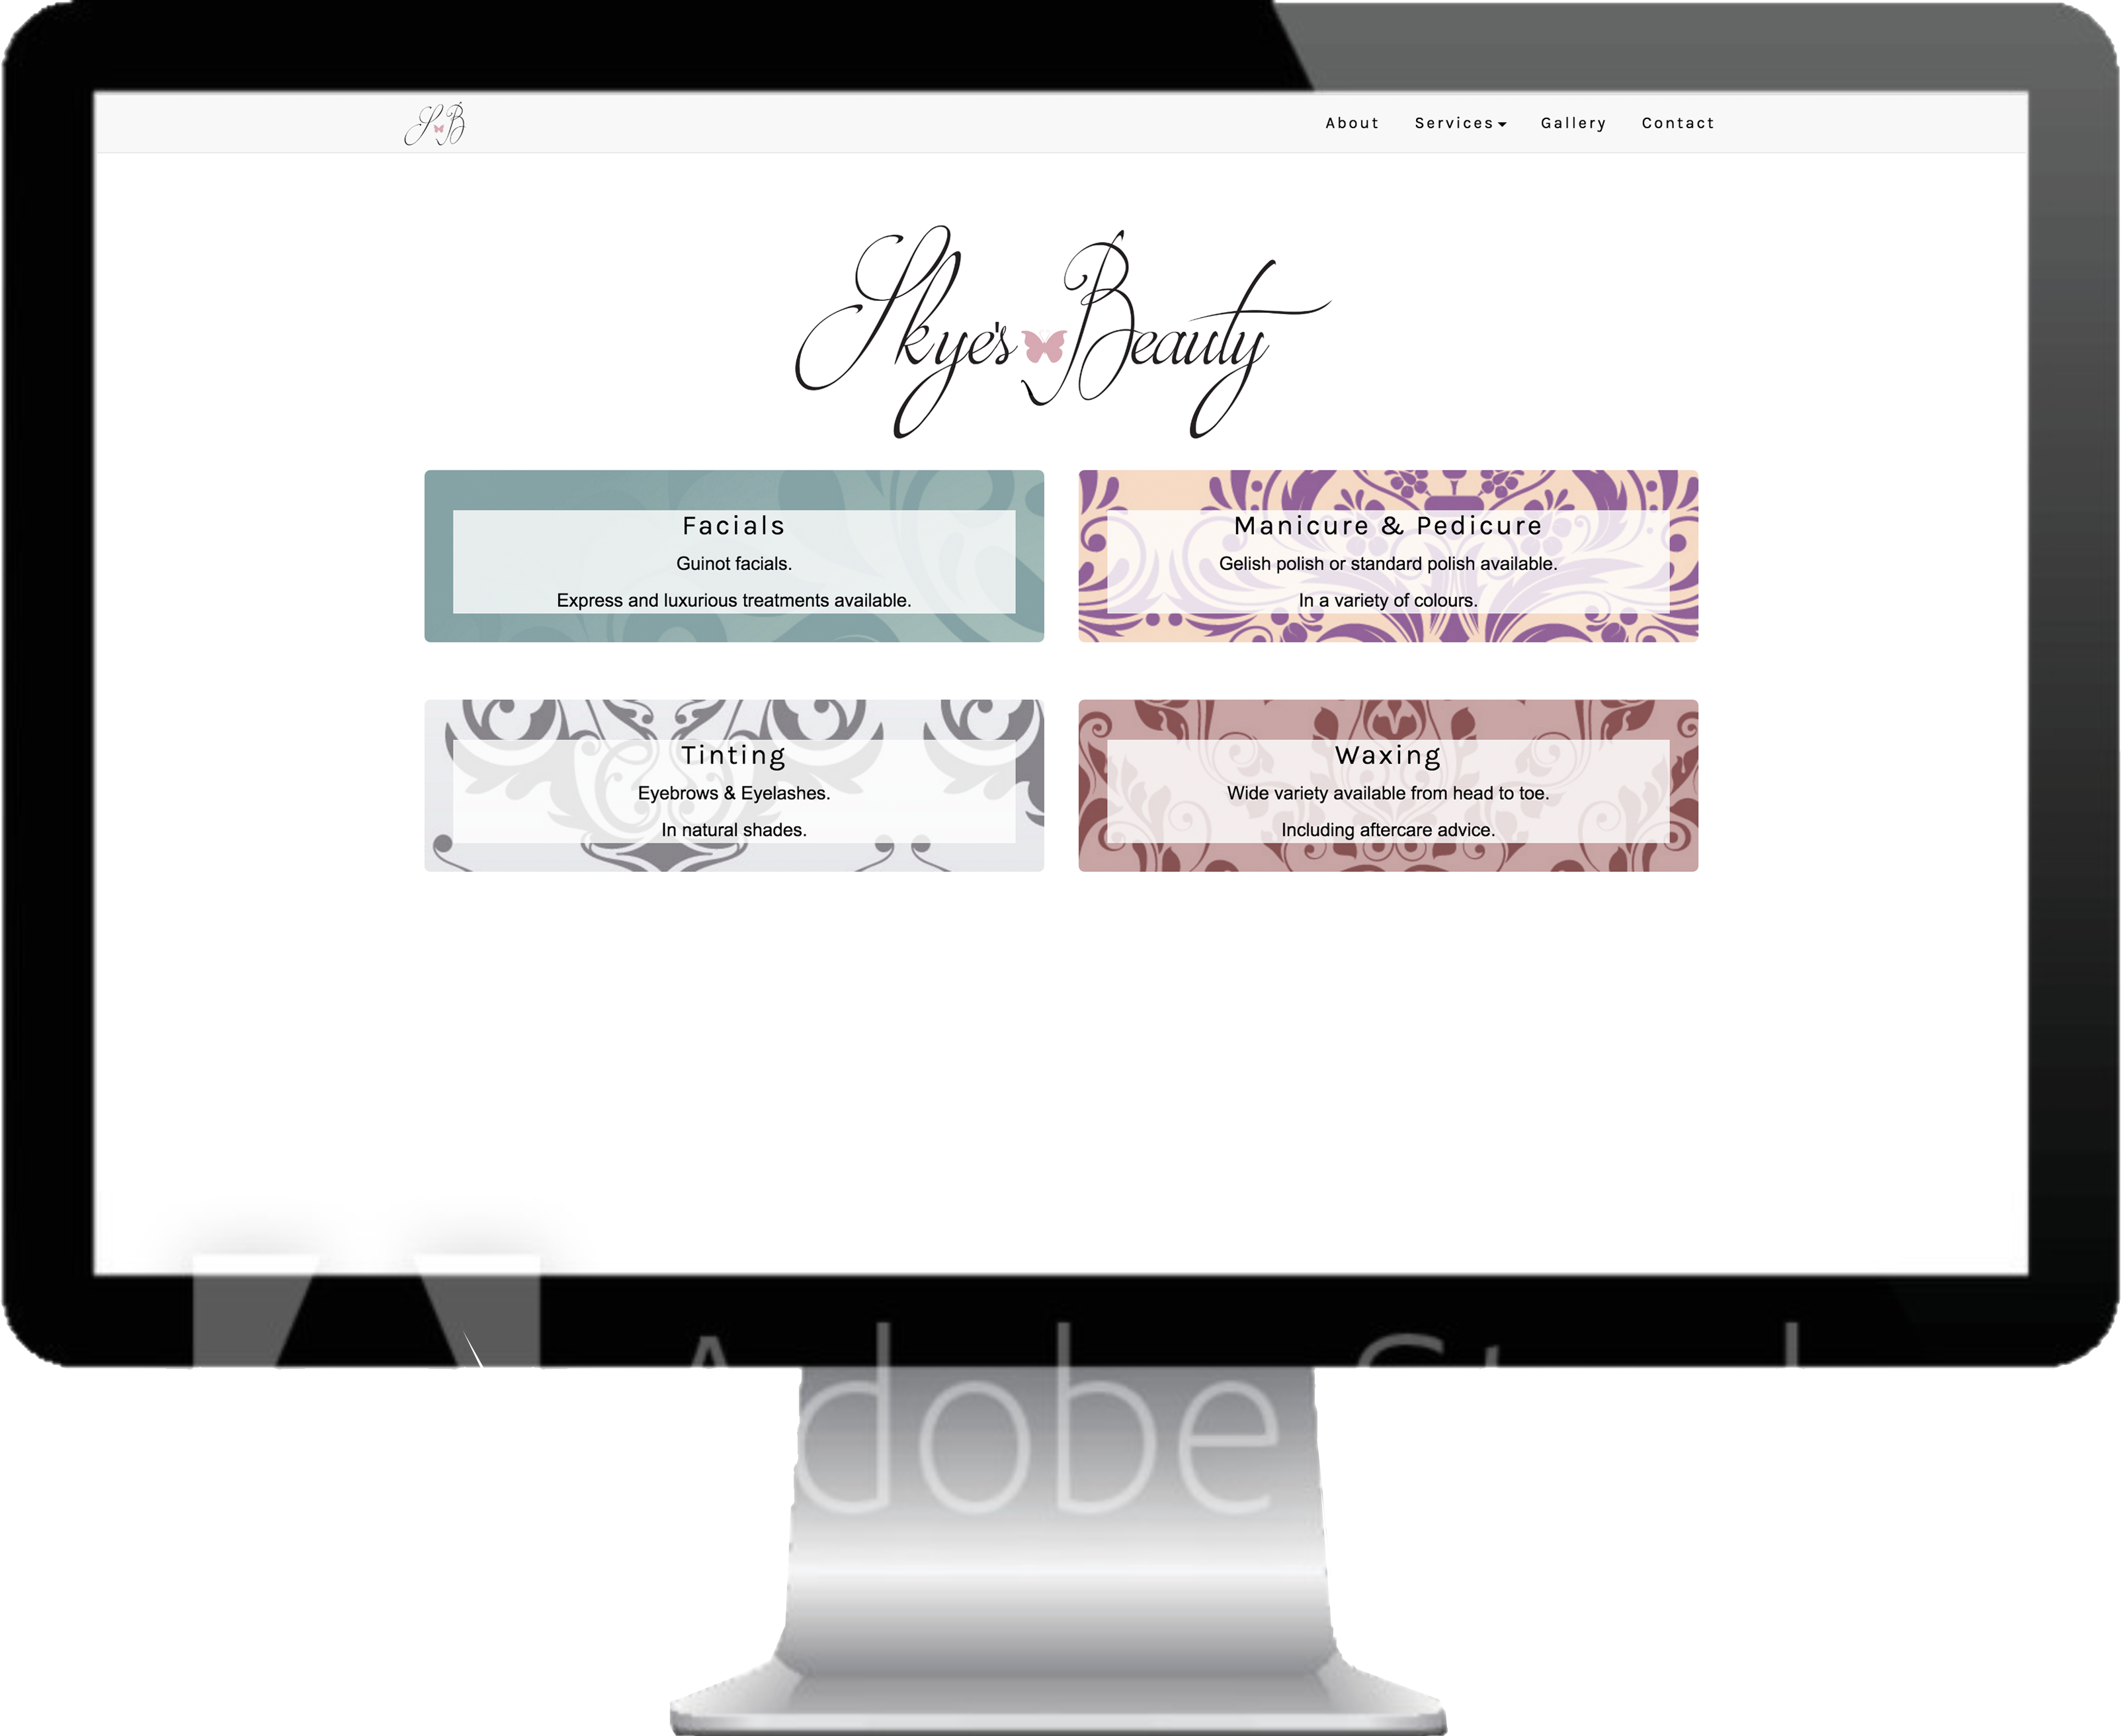 SB
About Services Gallery Contact
Skye's Beauty
Facials
Guinot facials.
Express and luxurious treatments available.
Manicure & Pedicure
Gelish polish or standard polish available.
In a variety of colours.
Tinting
Eyebrows & Eyelashes.
In natural shades.
Waxing
Wide variety available from head to toe.
Including aftercare advice.
Adobe